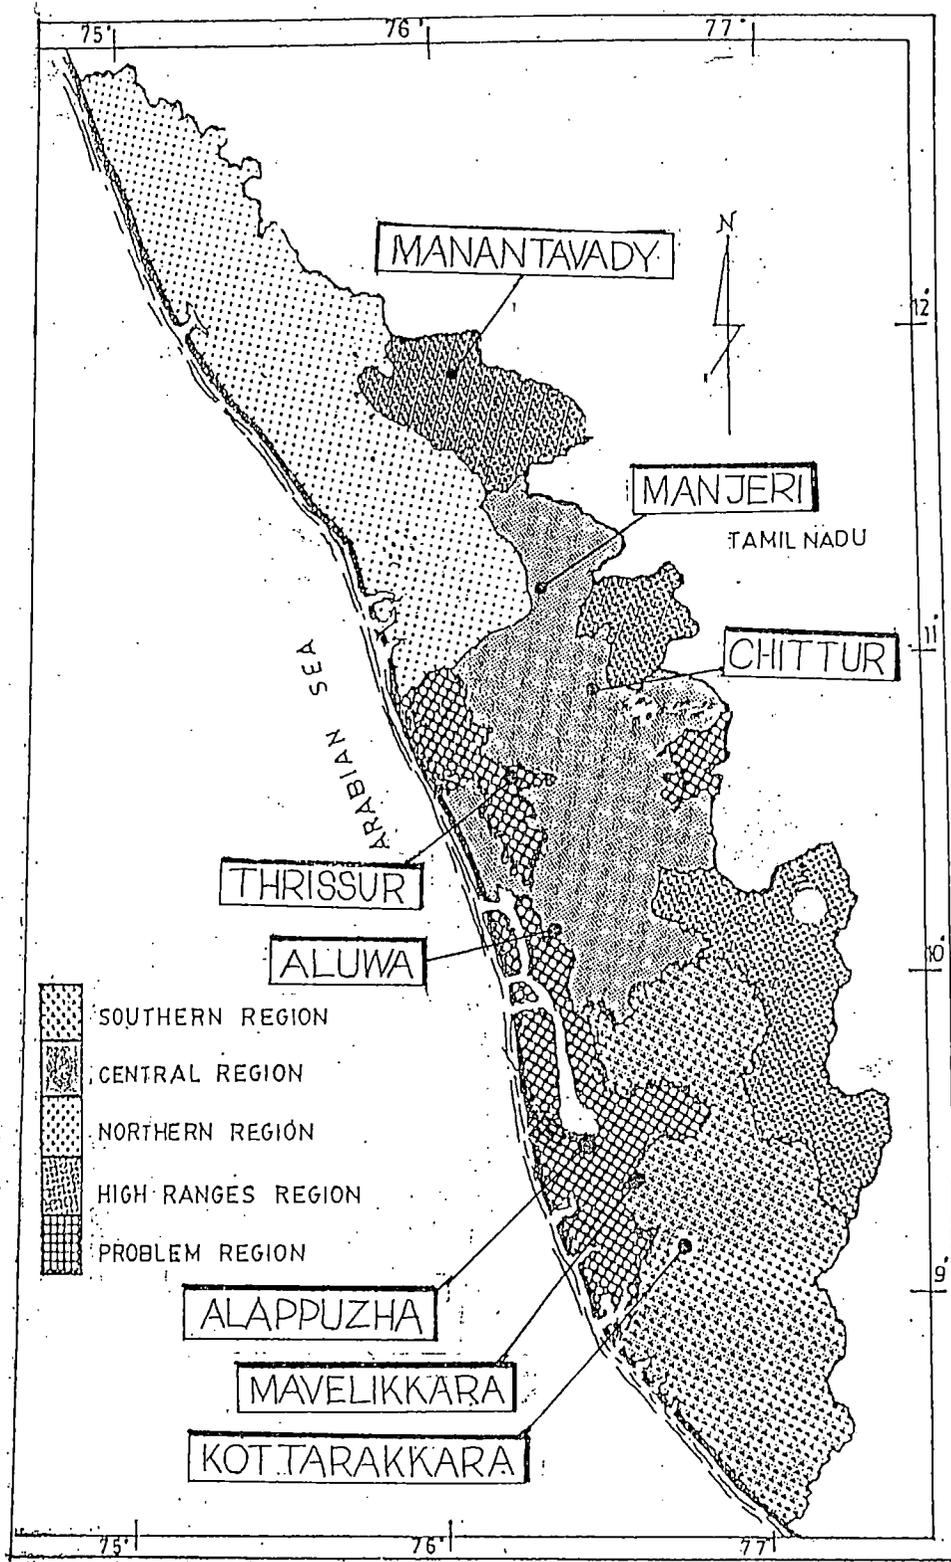 75°
76°
77°
N
MANANTAVADY
12°
MANJERI
TAMIL NADU
11°
CHITTUR
ARABIAN SEA
THRISSUR
ALUWA
10°
SOUTHERN REGION
CENTRAL REGION
NORTHERN REGION
HIGH RANGES REGION
PROBLEM REGION
9°
ALAPPUZHA
MAVELIKKARA
KOTTARAKKARA
75°
76°
77°